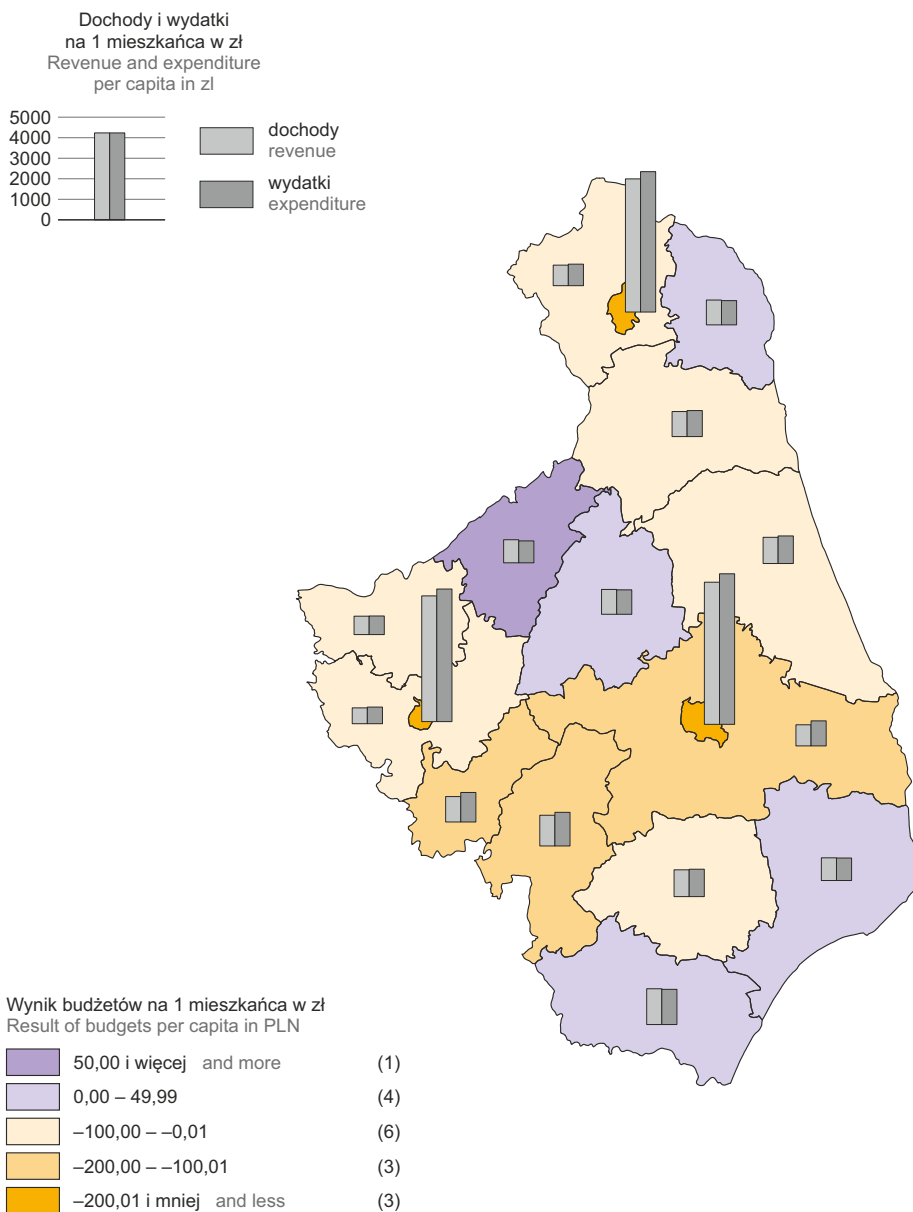 Dochody i wydatki
na 1 mieszkańca w zł
Revenue and expenditure
per capita in zl
5000
4000
3000
2000
1000
0
dochody
revenue
wydatki
expenditure
Wynik budżetów na 1 mieszkańca w zł
Result of budgets per capita in PLN
50,00 i więcej and more (1)
0,00 – 49,99 (4)
–100,00 – –0,01 (6)
–200,00 – –100,01 (3)
–200,01 i mniej and less (3)